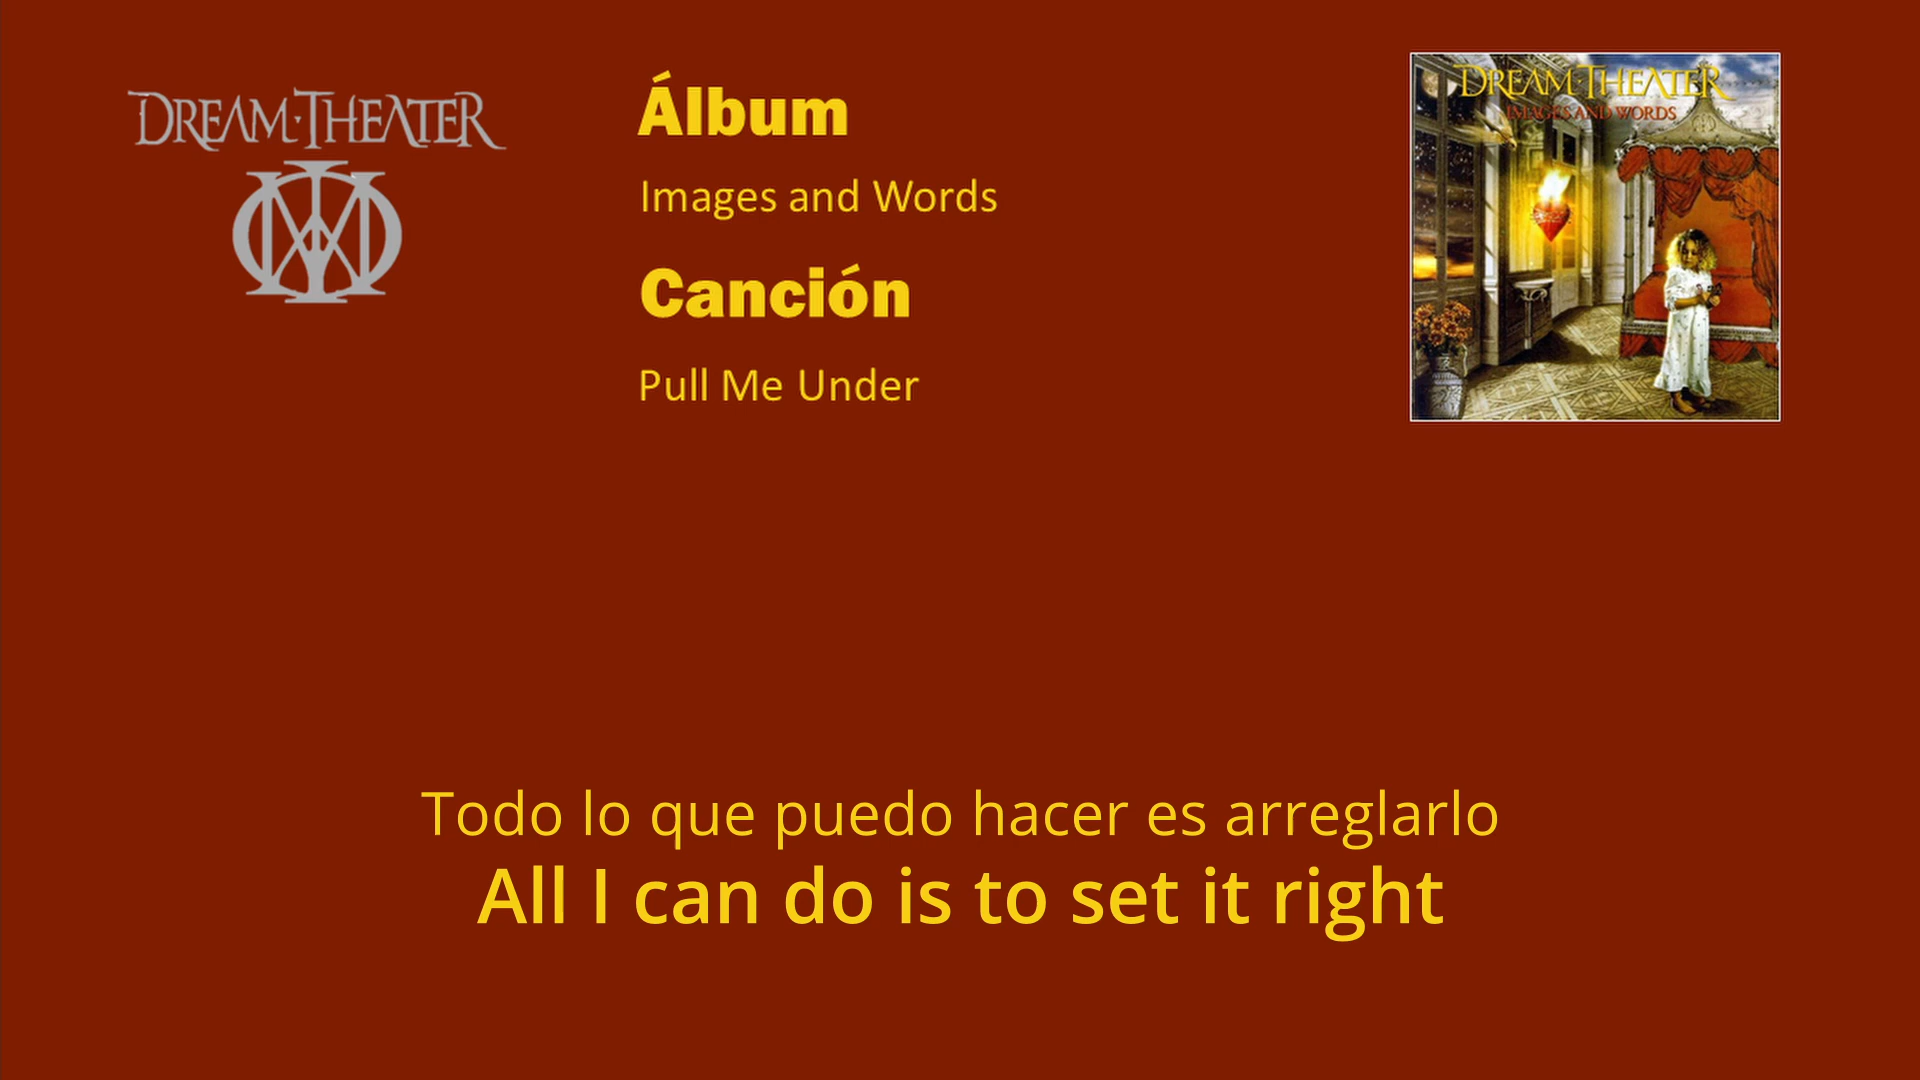 DREAM·THEATER
Álbum
Images and Words
Canción
Pull Me Under
DREAM·THEATER
IMAGES AND WORDS
Todo lo que puedo hacer es arreglarlo
All I can do is to set it right